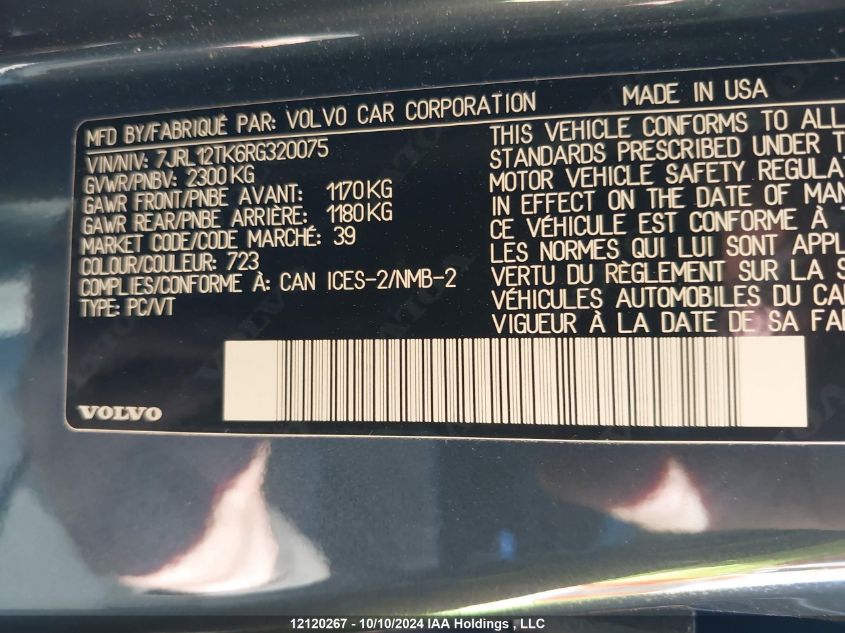 MFD BY/FABRIQUÉ PAR: VOLVO CAR CORPORATION MADE IN USA
VIN/NIV: 7JRL12TK6RG320075
GVWR/PNBV: 2300 KG
GAWR FRONT/PNBE AVANT: 1170 KG
GAWR REAR/PNBE ARRIÈRE: 1180 KG
MARKET CODE/CODE MARCHÉ: 39
COLOUR/COULEUR: 723
COMPLIES/CONFORME À: CAN ICES-2/NMB-2
TYPE: PC/VT
THIS VEHICLE CONFORMS TO ALL
STANDARDS PRESCRIBED UNDER T
MOTOR VEHICLE SAFETY REGULAT
IN EFFECT ON THE DATE OF MAN
CE VÉHICULE EST CONFORME À T
LES NORMES QUI LUI SONT APPL
VERTU DU RÈGLEMENT SUR LA S
VÉHICULES AUTOMOBILES DU CA
VIGUEUR À LA DATE DE SA FAB
VOLVO
12120267 - 10/10/2024 IAA Holdings , LLC